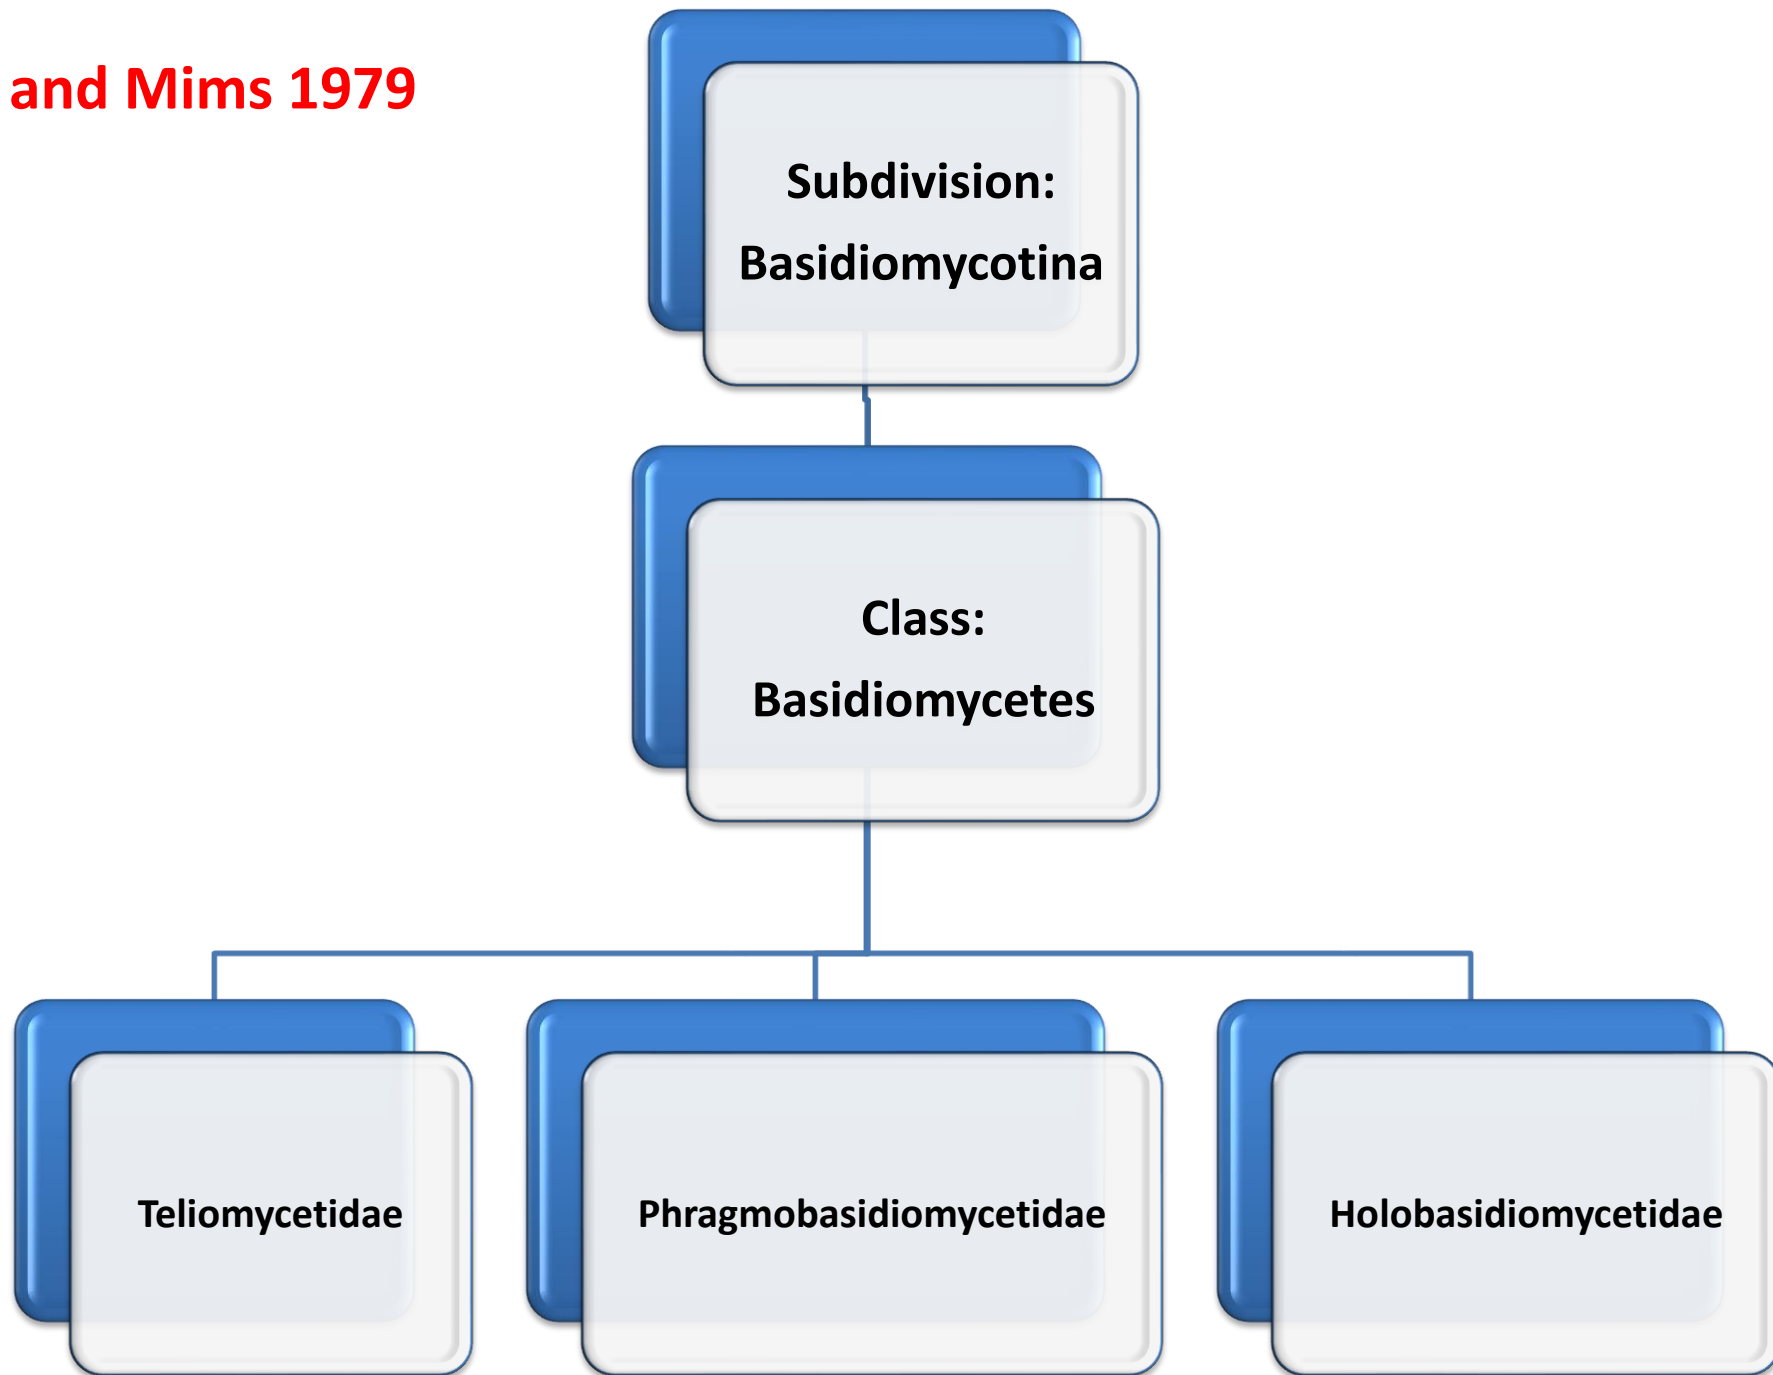 and Mims 1979
Subdivision:
Basidiomycotina
Class:
Basidiomycetes
Teliomycetidae
Phragmobasidiomycetidae
Holobasidiomycetidae